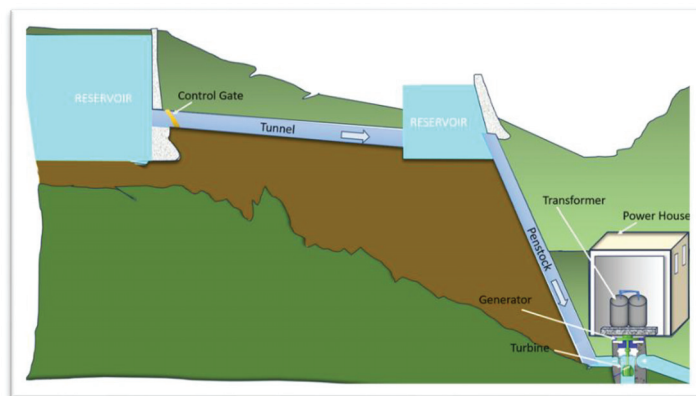 RESERVOIR
Control Gate
Tunnel
RESERVOIR
Penstock
Transformer
Power House
Generator
Turbine